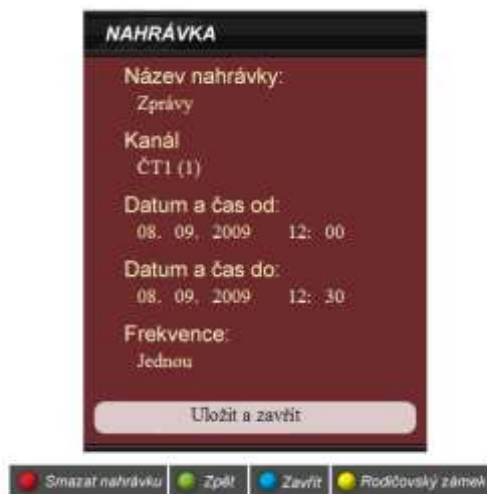 NAHRÁVKA
Název nahrávky:
Zprávy
Kanál
ČT1 (1)
Datum a čas od:
08. 09. 2009 12: 00
Datum a čas do:
08. 09. 2009 12: 30
Frekvence:
Jednou
Uložit a zavřít
Smazat nahrávku Zpět Zavřít Rodičovský zámek